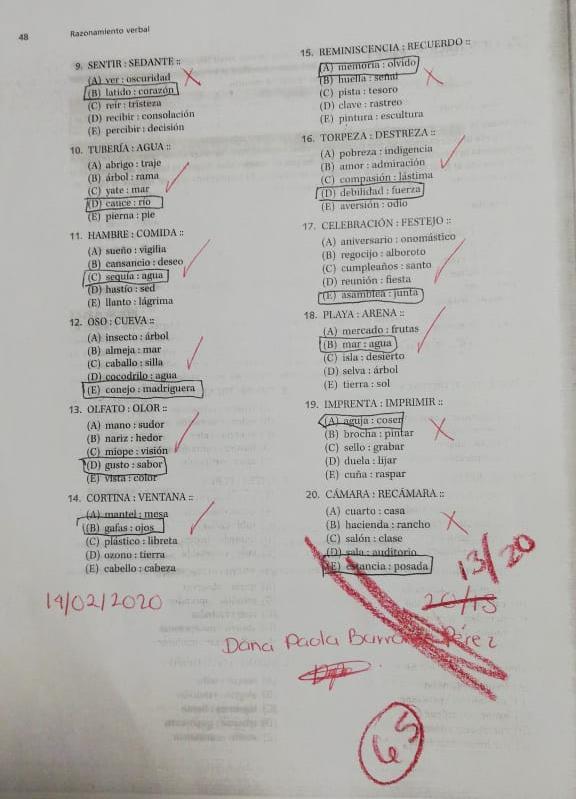 48 Razonamiento verbal
9. SENTIR : SEDANTE ::
(A) ver : oscuridad
(B) latido : corazón
(C) reír : tristeza
(D) recibir : consolación
(E) percibir : decisión
10. TUBERÍA : AGUA ::
(A) abrigo : traje
(B) árbol : rama
(C) yate : mar
(D) cauce : río
(E) pierna : pie
11. HAMBRE : COMIDA ::
(A) sueño : vigilia
(B) cansancio : deseo
(C) sequía : agua
(D) hastío : sed
(E) llanto : lágrima
12. OSO : CUEVA ::
(A) insecto : árbol
(B) almeja : mar
(C) caballo : silla
(D) cocodrilo : agua
(E) conejo : madriguera
13. OLFATO : OLOR ::
(A) mano : sudor
(B) nariz : hedor
(C) miope : visión
(D) gusto : sabor
(E) vista : color
14. CORTINA : VENTANA ::
(A) mantel : mesa
(B) gafas : ojos
(C) plástico : libreta
(D) ozono : tierra
(E) cabello : cabeza
15. REMINISCENCIA : RECUERDO ::
(A) memoria : olvido
(B) huella : señal
(C) pista : tesoro
(D) clave : rastreo
(E) pintura : escultura
16. TORPEZA : DESTREZA ::
(A) pobreza : indigencia
(B) amor : admiración
(C) compasión : lástima
(D) debilidad : fuerza
(E) aversión : odio
17. CELEBRACIÓN : FESTEJO ::
(A) aniversario : onomástico
(B) regocijo : alboroto
(C) cumpleaños : santo
(D) reunión : fiesta
(E) asamblea : junta
18. PLAYA : ARENA ::
(A) mercado : frutas
(B) mar : agua
(C) isla : desierto
(D) selva : árbol
(E) tierra : sol
19. IMPRENTA : IMPRIMIR ::
(A) aguja : coser
(B) brocha : pintar
(C) sello : grabar
(D) duela : lijar
(E) cuña : raspar
20. CÁMARA : RECÁMARA ::
(A) cuarto : casa
(B) hacienda : rancho
(C) salón : clase
(D) sala : auditorio
(E) estancia : posada
13/20
14/02/2020
Dana Paola Pérez
65